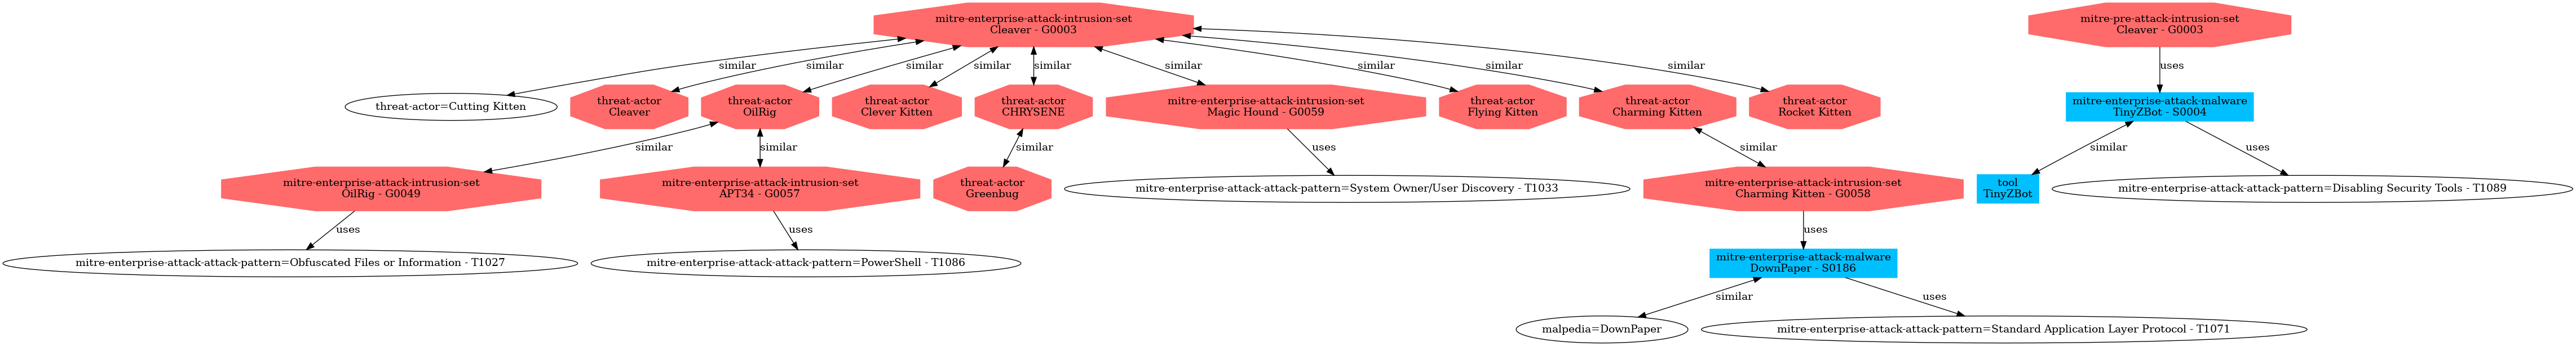 mitre-enterprise-attack-intrusion-set
Cleaver - G0003
mitre-pre-attack-intrusion-set
Cleaver - G0003
similar
similar
similar
similar
similar
similar
similar
similar
similar
uses
threat-actor=Cutting Kitten
threat-actor
Cleaver
threat-actor
OilRig
threat-actor
Clever Kitten
threat-actor
CHRYSENE
mitre-enterprise-attack-intrusion-set
Magic Hound - G0059
threat-actor
Flying Kitten
threat-actor
Charming Kitten
threat-actor
Rocket Kitten
mitre-enterprise-attack-malware
TinyZBot - S0004
similar
similar
similar
uses
similar
similar
uses
mitre-enterprise-attack-intrusion-set
OilRig - G0049
mitre-enterprise-attack-intrusion-set
APT34 - G0057
threat-actor
Greenbug
mitre-enterprise-attack-attack-pattern=System Owner/User Discovery - T1033
mitre-enterprise-attack-intrusion-set
Charming Kitten - G0058
tool
TinyZBot
mitre-enterprise-attack-attack-pattern=Disabling Security Tools - T1089
uses
uses
uses
mitre-enterprise-attack-attack-pattern=Obfuscated Files or Information - T1027
mitre-enterprise-attack-attack-pattern=PowerShell - T1086
mitre-enterprise-attack-malware
DownPaper - S0186
similar
uses
malpedia=DownPaper
mitre-enterprise-attack-attack-pattern=Standard Application Layer Protocol - T1071